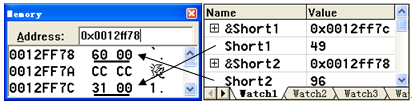 Memory
Address: 0x0012ff78
0012FF78 60 00 `.
0012FF7A CC CC 烫
0012FF7C 31 00 1.
Name Value
&Short1 0x0012ff7c
Short1 49
&Short2 0x0012ff78
Short2 96
Watch1 Watch2 Watch3